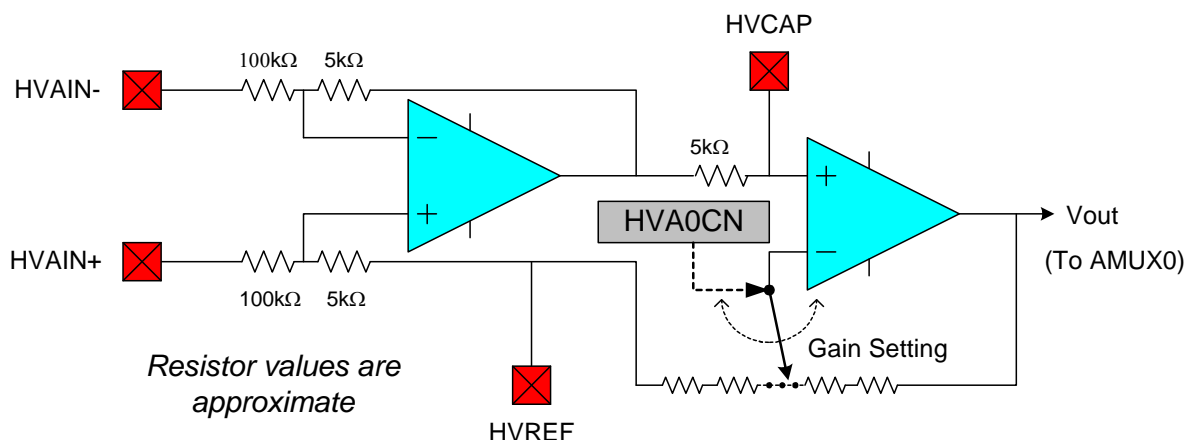 HVCAP
100kΩ
5kΩ
HVAIN-
−
+
5kΩ
+
−
HVA0CN
Vout
(To AMUX0)
HVAIN+
100kΩ
5kΩ
Gain Setting
Resistor values are
approximate
HVREF